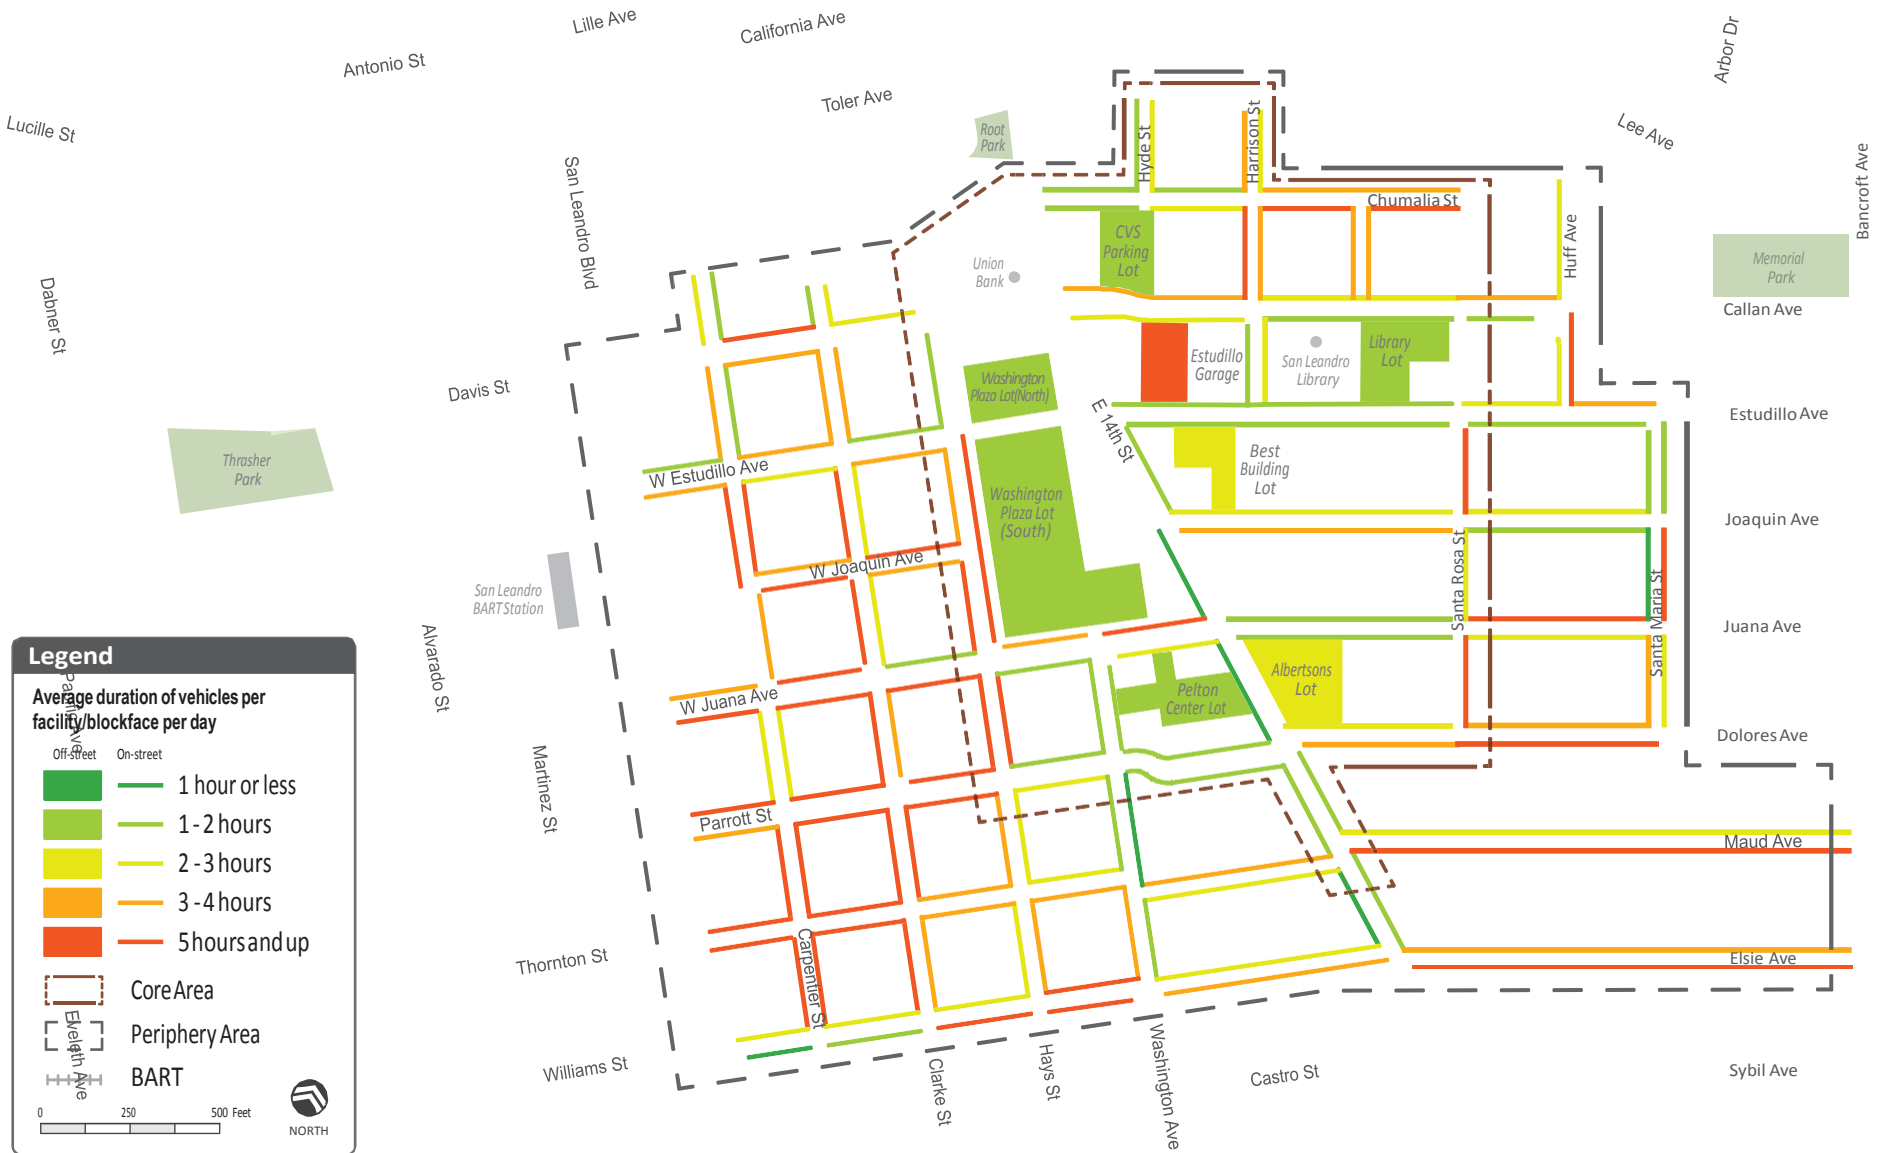 Lille Ave
California Ave
Antonio St
Toler Ave
Lucille St
Arbor Dr
Lee Ave
Bancroft Ave
Root
Park
Hyde St
Harrison St
Chumalia St
Huff Ave
San Leandro Blvd
CVS
Parking
Lot
Union
Bank
Memorial
Park
Callan Ave
Dabner St
Davis St
Estudillo
Garage
San Leandro
Library
Library
Lot
Washington
Plaza Lot(North)
E 14th St
Estudillo Ave
Thrasher
Park
W Estudillo Ave
Best
Building
Lot
Washington
Plaza Lot
(South)
Joaquin Ave
W Joaquin Ave
San Leandro
BART Station
Santa Rosa St
Santa Maria St
Juana Ave
Alvarado St
W Juana Ave
Pelton
Center Lot
Albertsons
Lot
Dolores Ave
Martinez St
Parrott St
Maud Ave
Thornton St
Carpentier St
Elsie Ave
Williams St
Clarke St
Hays St
Washington Ave
Castro St
Sybil Ave
Legend
Average duration of vehicles per
facility/blockface per day
Off-street On-street
1 hour or less
1 - 2 hours
2 - 3 hours
3 - 4 hours
5 hours and up
Core Area
Periphery Area
BART
Eveleth Ave
0 250 500 Feet
NORTH